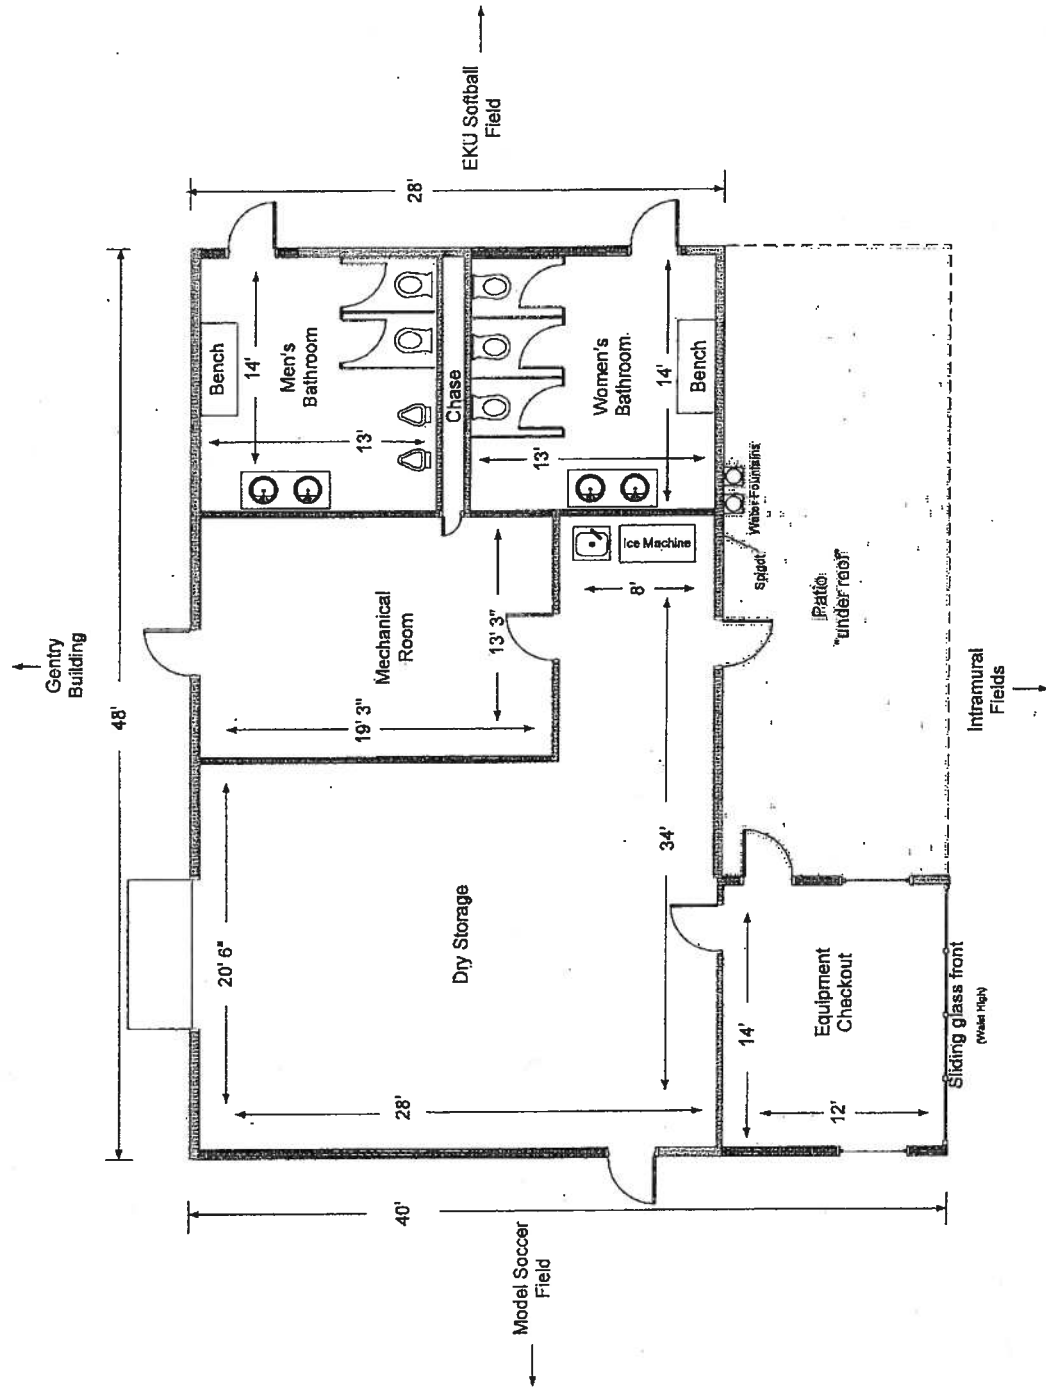 Gentry
Building
48'
EKU Softball
Field
28'
Bench
14'
Men's
Bathroom
13'
Chase
Women's
Bathroom
14'
Bench
13'
Water Fountains
Spigot
Ice Machine
8'
Mechanical
Room
13' 3"
19' 3"
Patio
"under roof"
Intramural
Fields
34'
20' 6"
Dry Storage
28'
14'
Equipment
Checkout
12'
Sliding glass front
(Waist High)
40'
Model Soccer
Field